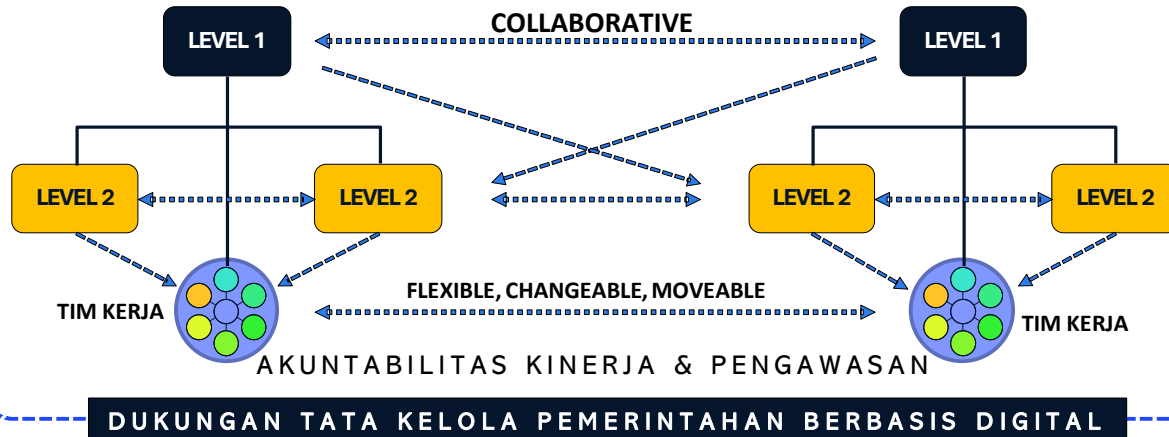 COLLABORATIVE
LEVEL 1
LEVEL 1
LEVEL 2
LEVEL 2
LEVEL 2
LEVEL 2
FLEXIBLE, CHANGEABLE, MOVEABLE
TIM KERJA
TIM KERJA
AKUNTABILITAS KINERJA & PENGAWASAN
DUKUNGAN TATA KELOLA PEMERINTAHAN BERBASIS DIGITAL